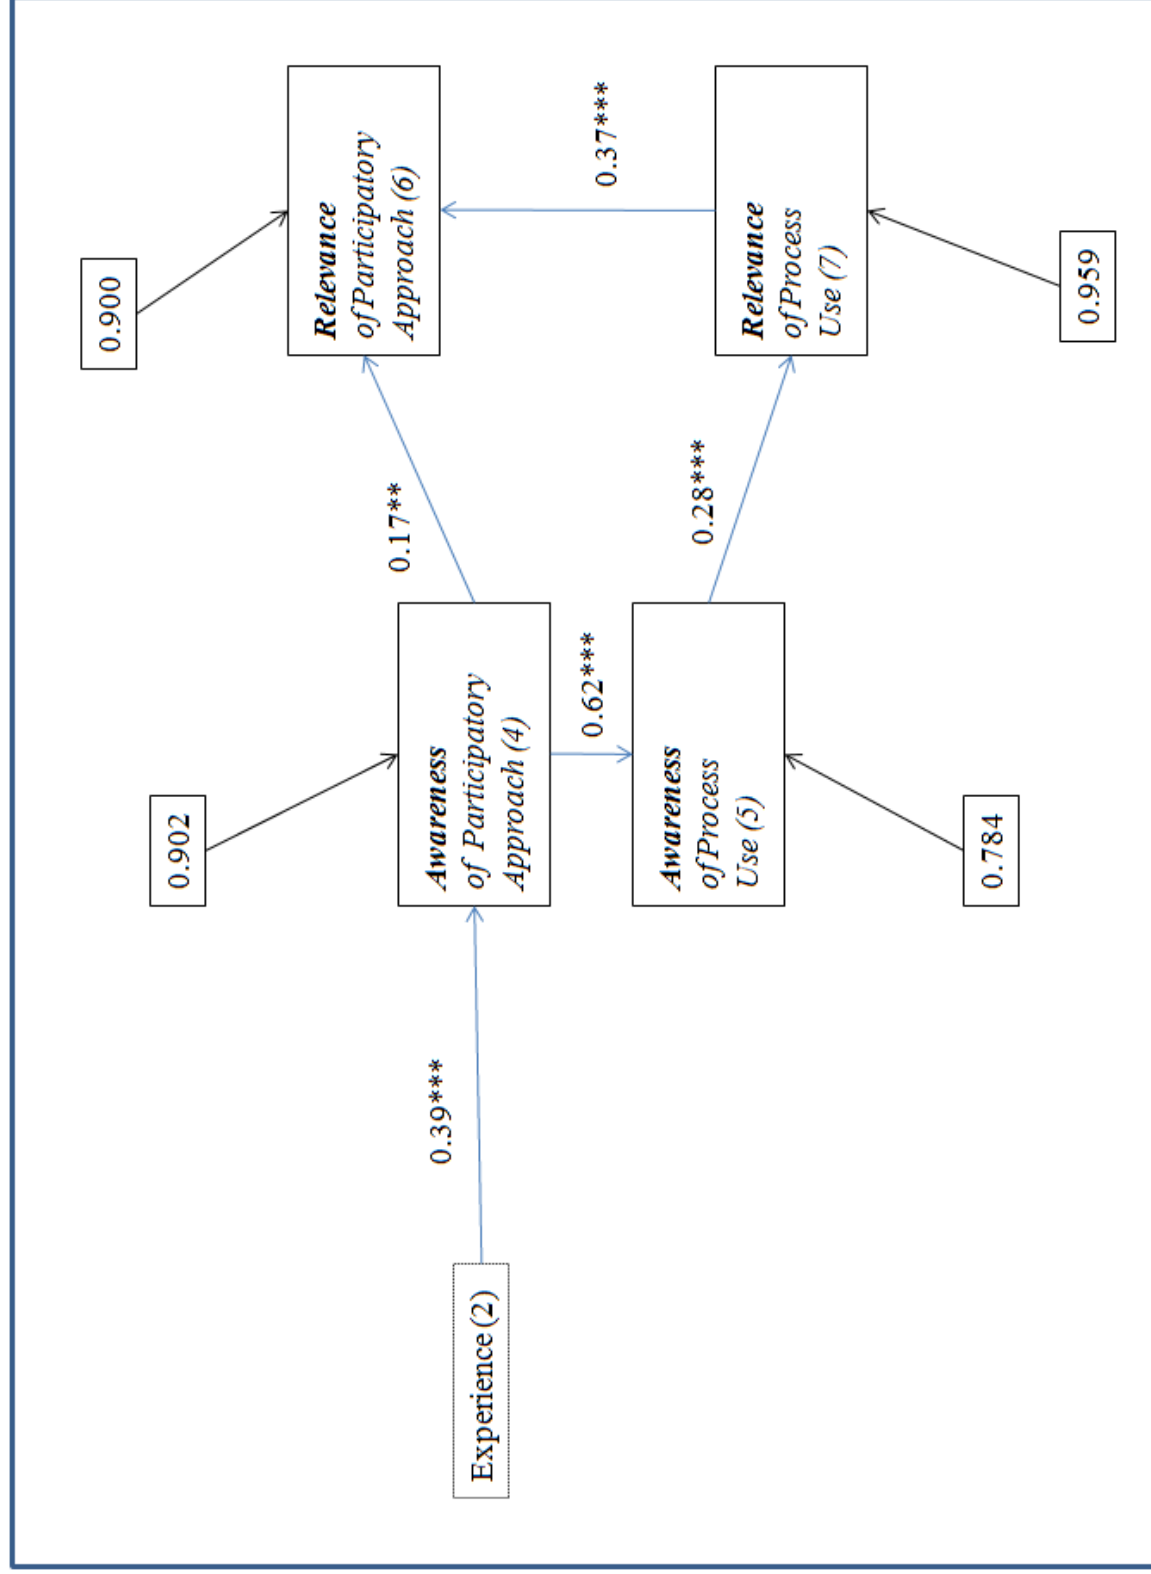 0.900
0.902
Relevance
of Participatory
Approach (6)
0.17**
Awareness
of Participatory
Approach (4)
0.39***
Experience (2)
0.62***
0.37***
Awareness
of Process
Use (5)
0.28***
Relevance
of Process
Use (7)
0.784
0.959